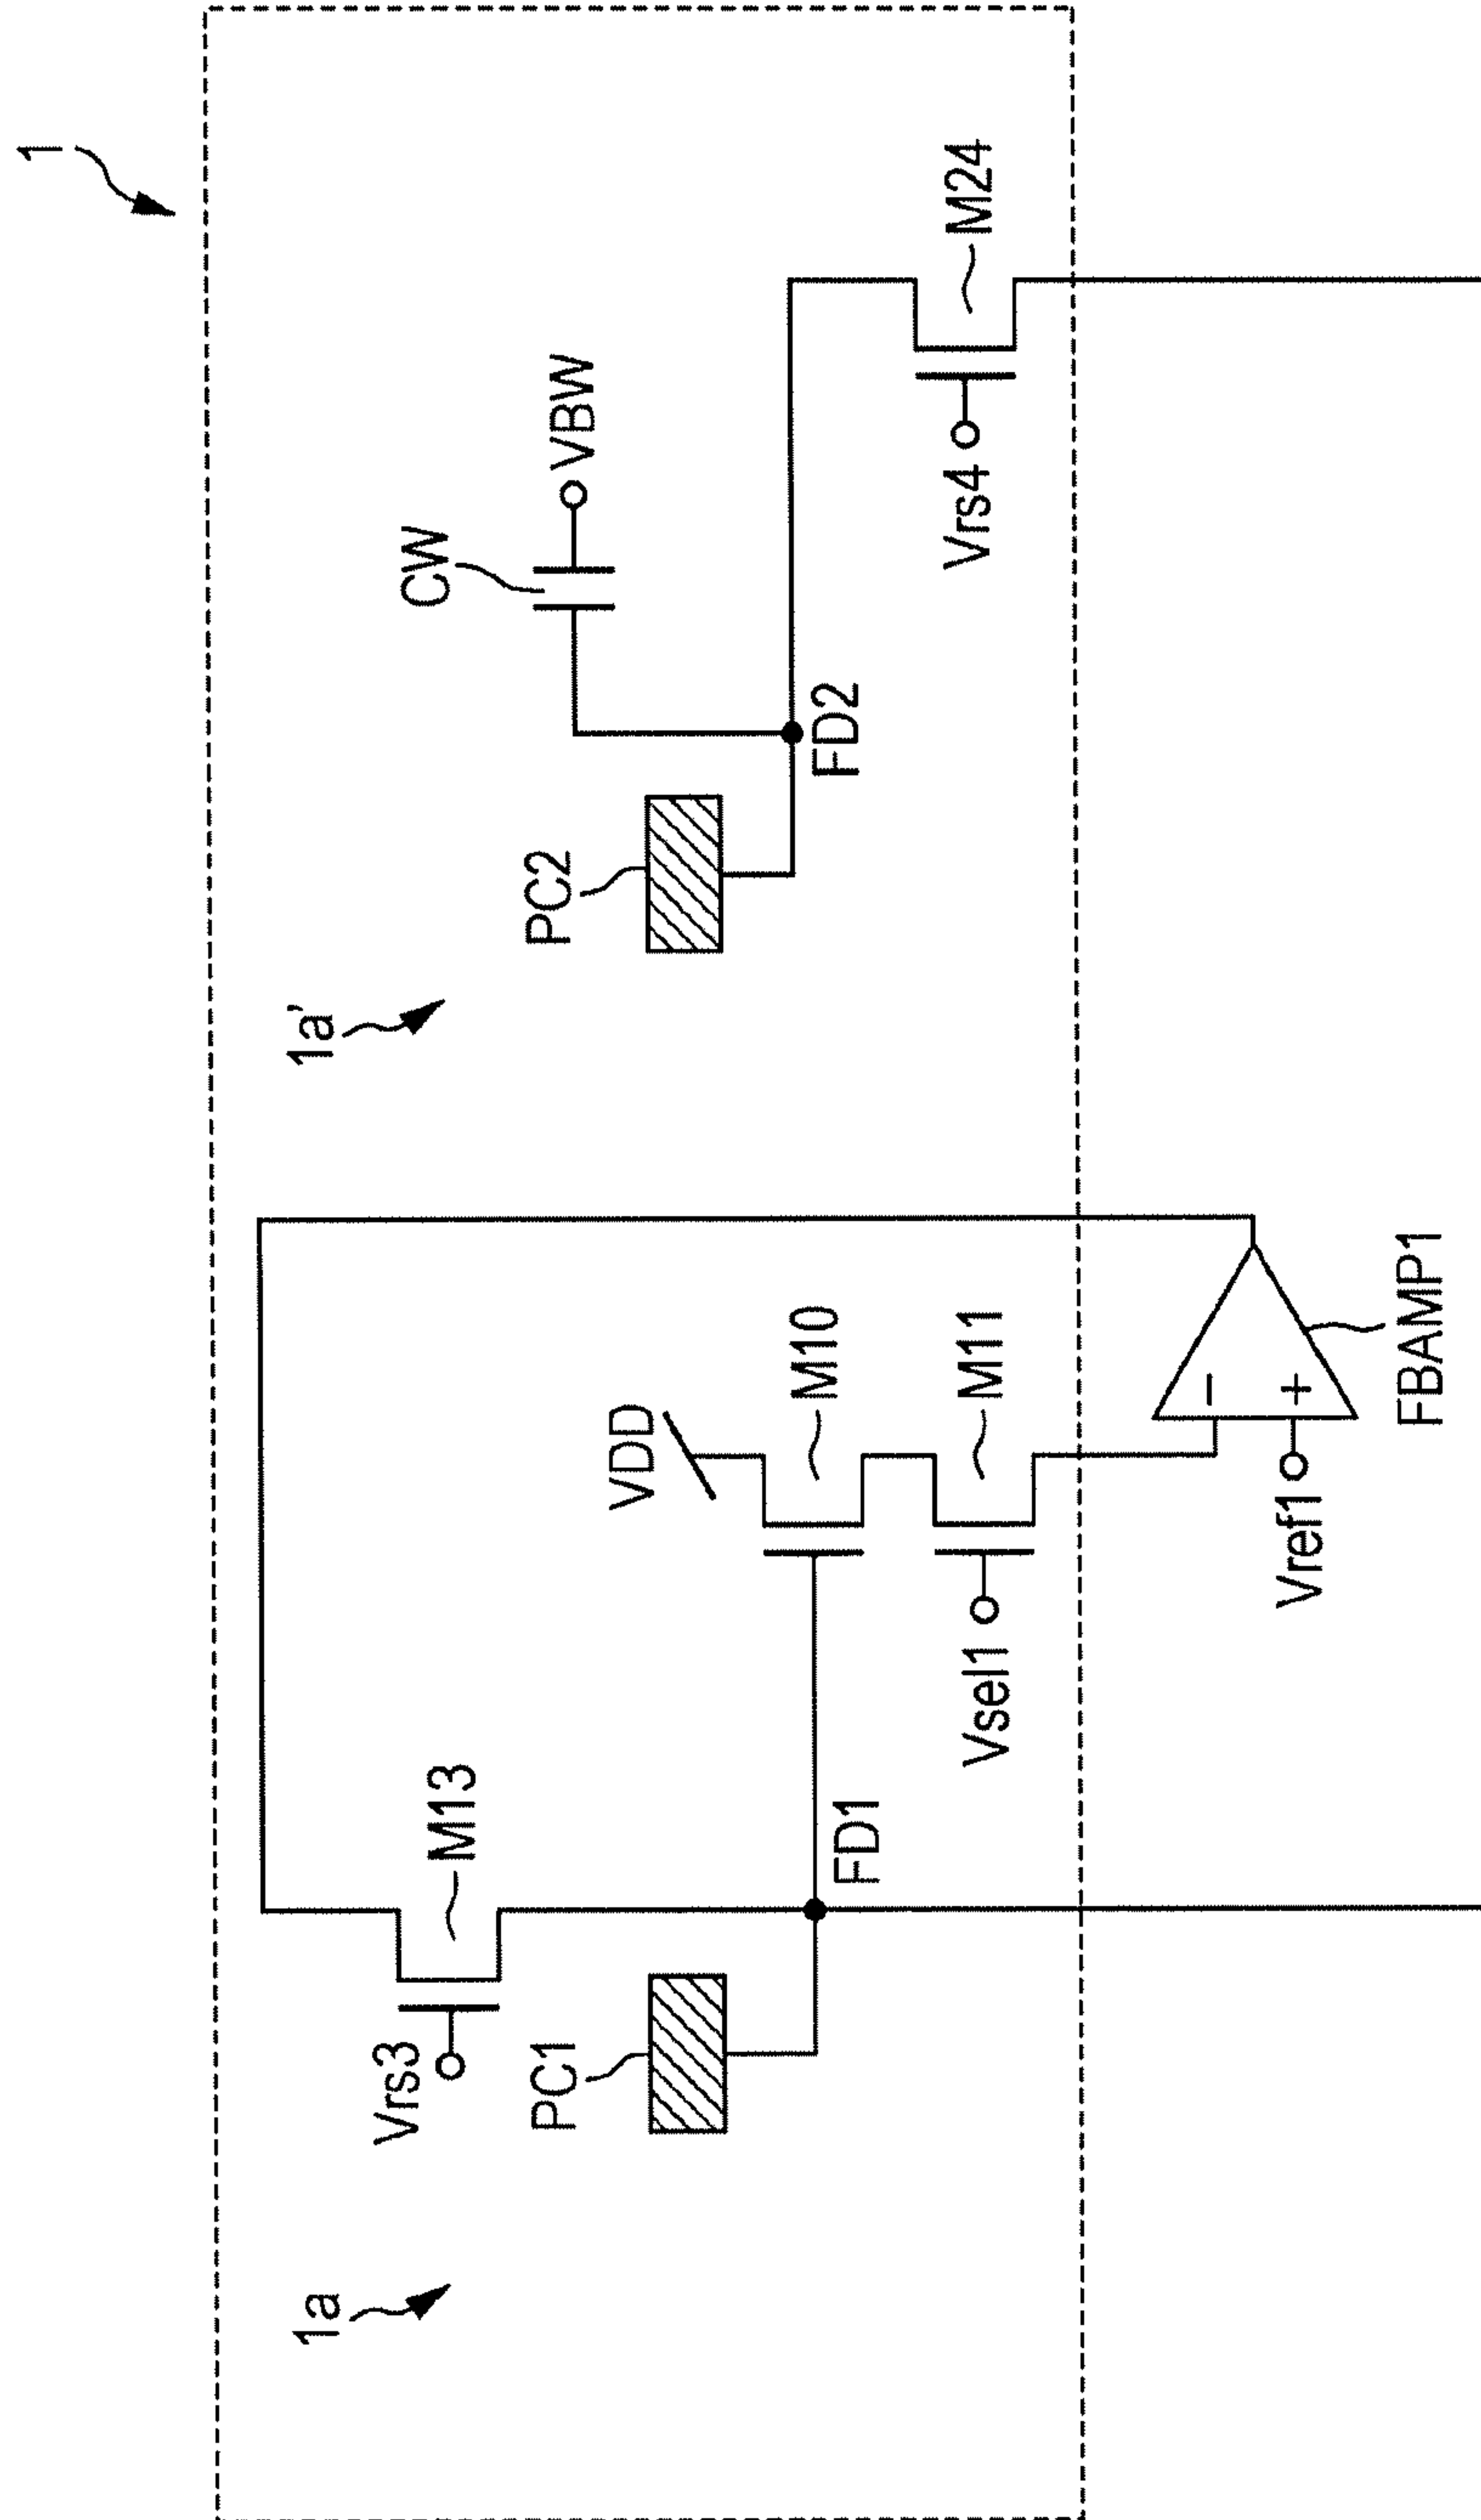 1
1a
1a'
Vrs3
M13
PC1
FD1
VDD
M10
M11
Vsel1
Vref1
−
+
FBAMP1
PC2
CW
VBW
FD2
Vrs4
M24